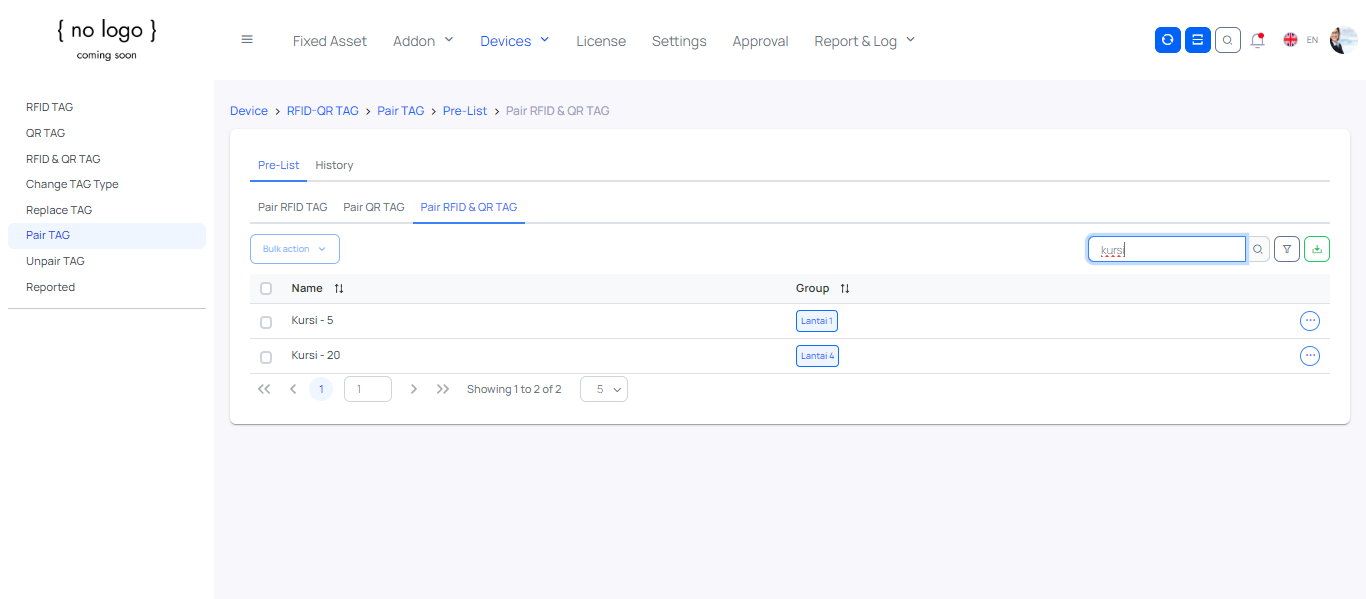 { no logo }
coming soon
Fixed Asset Addon Devices License Settings Approval Report & Log EN
RFID TAG
QR TAG
RFID & QR TAG
Change TAG Type
Replace TAG
Pair TAG
Unpair TAG
Reported
Device > RFID-QR TAG > Pair TAG > Pre-List > Pair RFID & QR TAG
Pre-List History
Pair RFID TAG Pair QR TAG Pair RFID & QR TAG
Bulk action kursi
Name Group
Kursi - 5 Lantai 1
Kursi - 20 Lantai 4
1 1 Showing 1 to 2 of 2 5